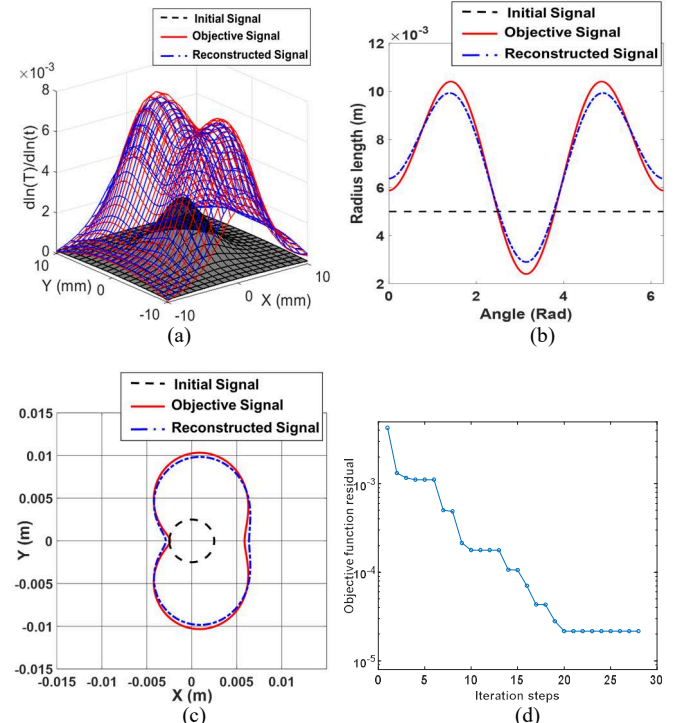 Initial Signal
Objective Signal
Reconstructed Signal
×10⁻³
8
6
4
2
0
dln(T)/dln(t)
10
0
-10
Y (mm)
-10
0
10
X (mm)
(a)
Initial Signal
Objective Signal
Reconstructed Signal
×10⁻³
12
10
8
6
4
2
Radius length (m)
0 2 4 6
Angle (Rad)
(b)
Initial Signal
Objective Signal
Reconstructed Signal
0.015
0.01
0.005
0
-0.005
-0.01
-0.015
Y (m)
-0.015 -0.01 -0.005 0 0.005 0.01
X (m)
(c)
10⁻³
10⁻⁴
10⁻⁵
Objective function residual
0 5 10 15 20 25 30
Iteration steps
(d)